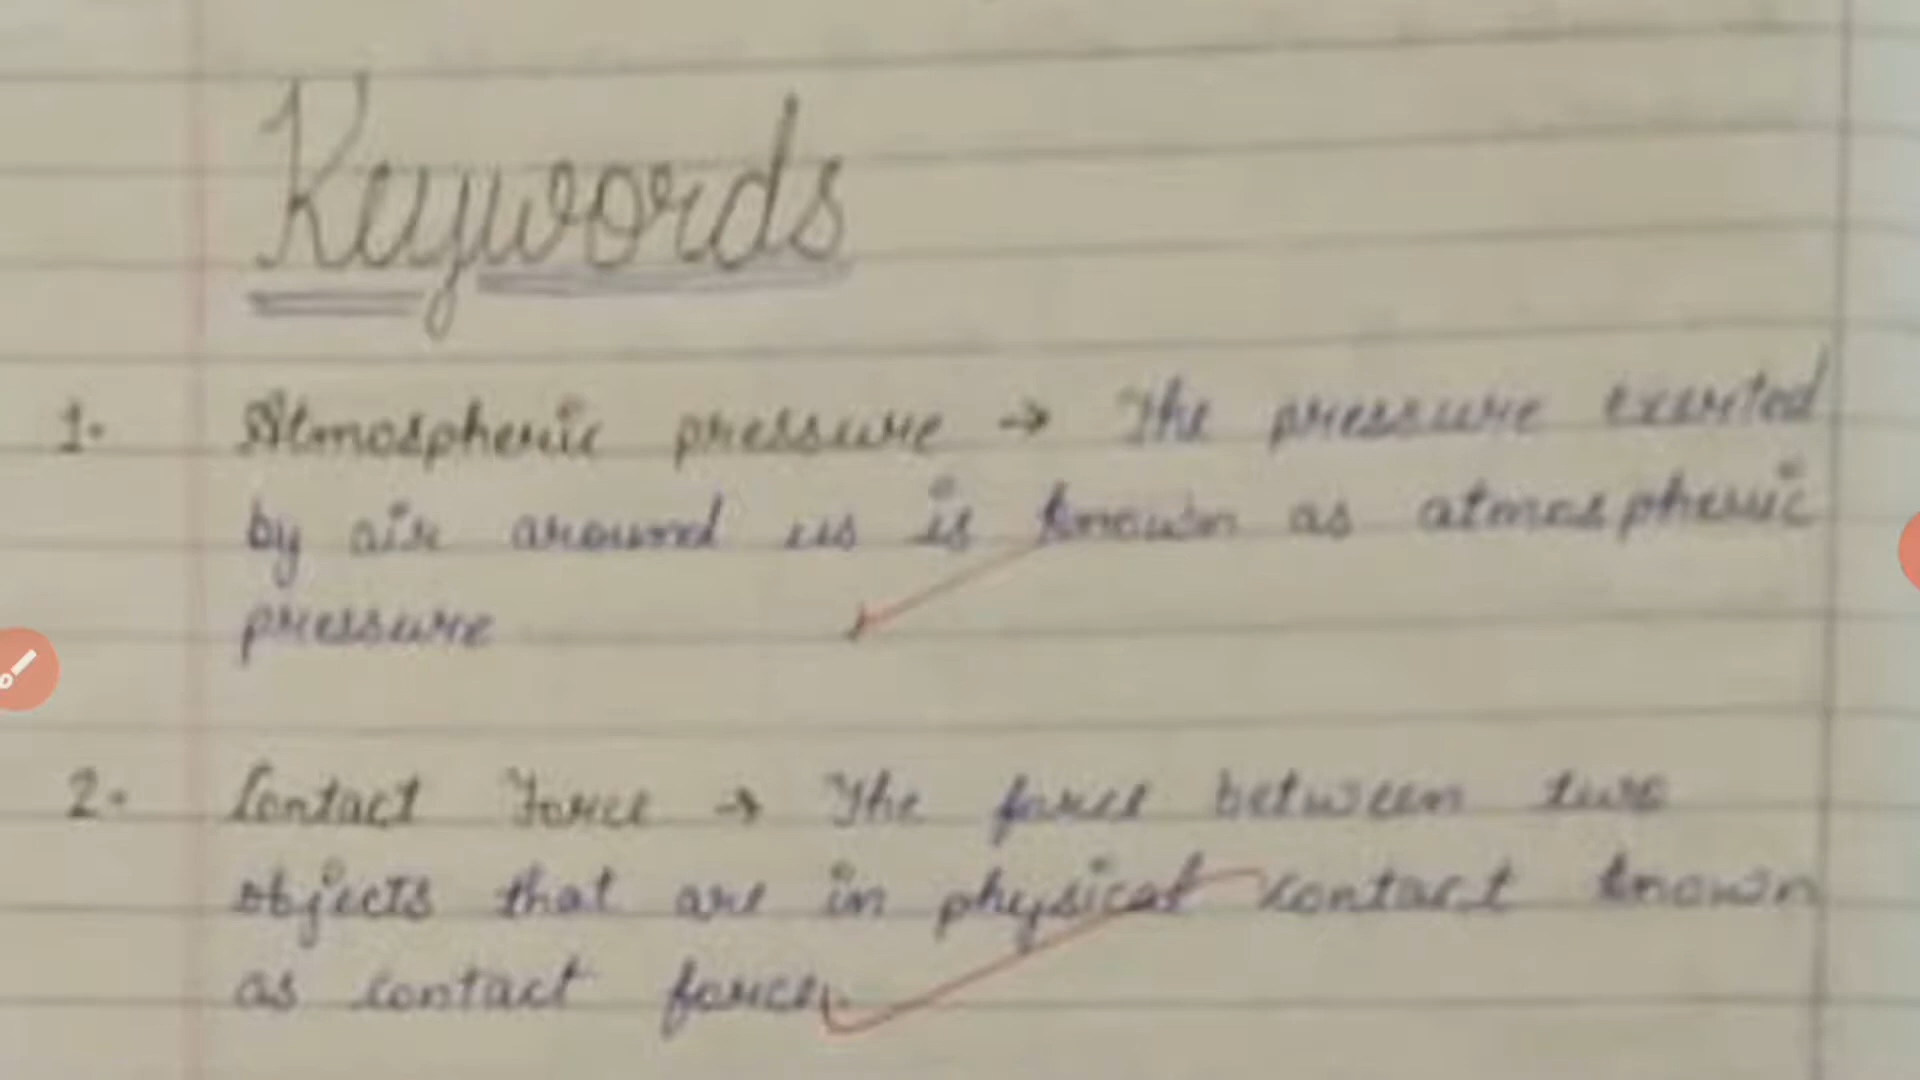 Keywords
1. Atmospheric pressure → The pressure exerted
by air around us is known as atmospheric
pressure
2. Contact Force → The force between two
objects that are in physical contact known
as contact force.